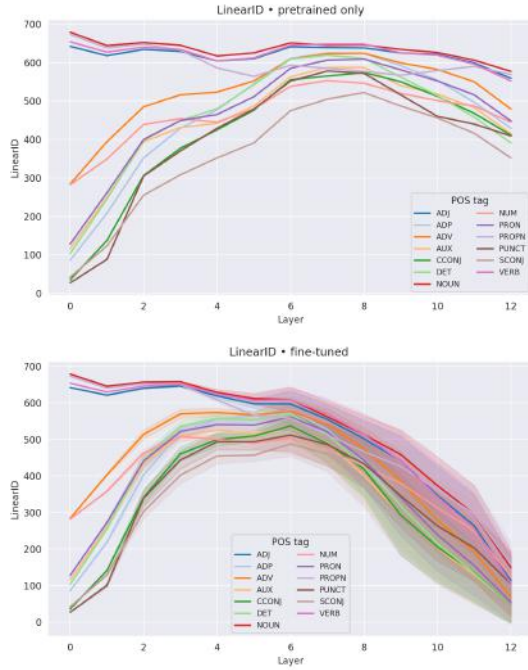 LinearID • pretrained only
700
600
500
400
300
200
100
0
LinearID
POS tag
ADJ NUM
ADP PRON
ADV PROPN
AUX PUNCT
CCONJ SCONJ
DET VERB
NOUN
0 2 4 6 8 10 12
Layer
LinearID • fine-tuned
700
600
500
400
300
200
100
0
LinearID
POS tag
ADJ NUM
ADP PRON
ADV PROPN
AUX PUNCT
CCONJ SCONJ
DET VERB
NOUN
0 2 4 6 8 10 12
Layer